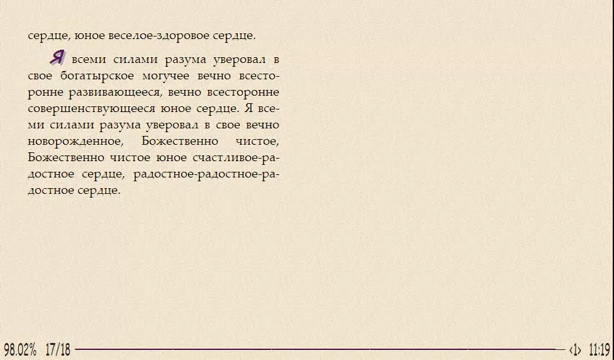 сердце, юное веселое-здоровое сердце.
Я всеми силами разума уверовал в
свое богатырское могучее вечно всесто-
ронне развивающееся, вечно всесторонне
совершенствующееся юное сердце. Я все-
ми силами разума уверовал в свое вечно
новорожденное, Божественно чистое,
Божественно чистое юное счастливое-ра-
достное сердце, радостное-радостное-ра-
достное сердце.
98.02% 17/18 ‹1› 11:19